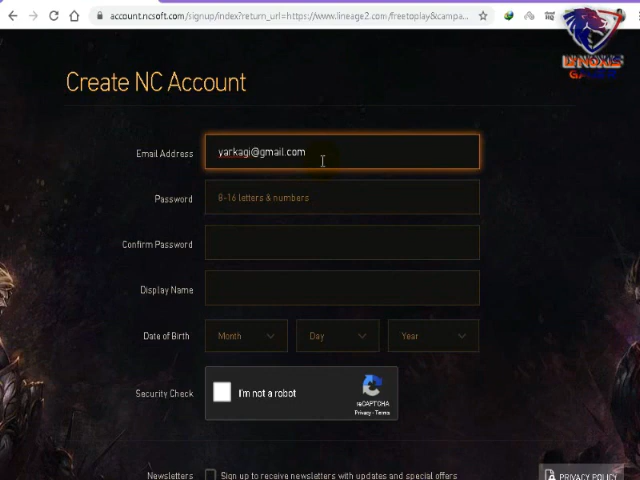 account.ncsoft.com/signup/index?return_url=https://www.lineage2.com/freetoplay&campa...
Create NC Account
Email Address
yarkagi@gmail.com
Password
8-16 letters & numbers
Confirm Password
Display Name
Date of Birth
Month
Day
Year
Security Check
I'm not a robot
reCAPTCHA
Privacy - Terms
Newsletters
Sign up to receive newsletters with updates and special offers
PRIVACY POLICY